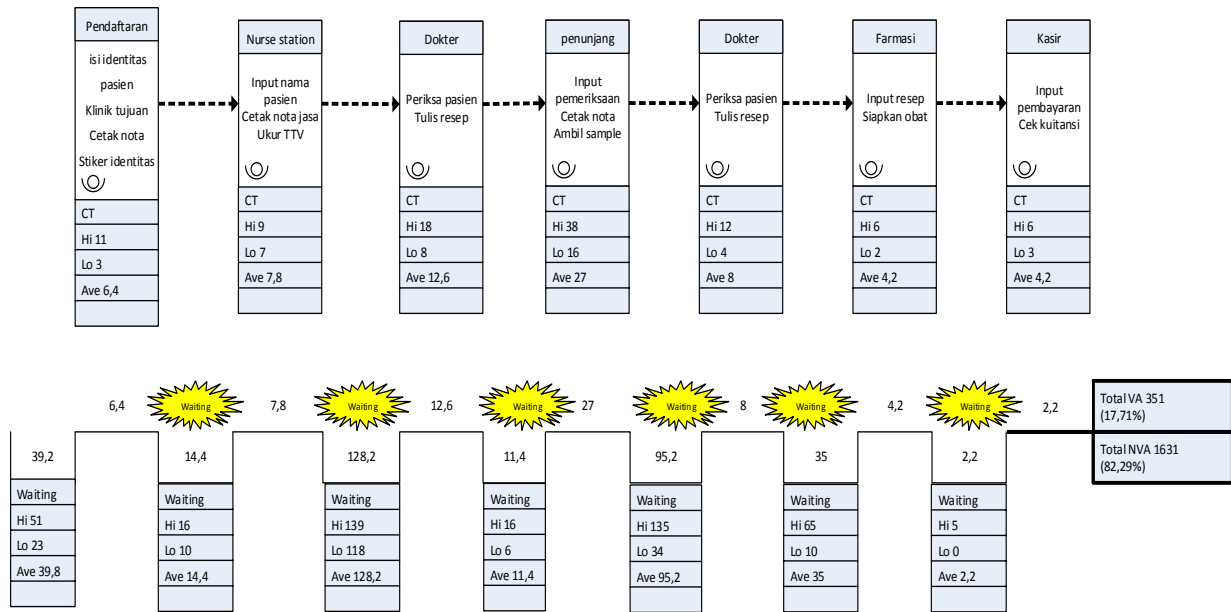 Pendaftaran
isi identitas
pasien
Klinik tujuan
Cetak nota
Stiker identitas
CT
Hi 11
Lo 3
Ave 6,4
Nurse station
Input nama
pasien
Cetak nota jasa
Ukur TTV
CT
Hi 9
Lo 7
Ave 7,8
Dokter
Periksa pasien
Tulis resep
CT
Hi 18
Lo 8
Ave 12,6
penunjang
Input
pemeriksaan
Cetak nota
Ambil sample
CT
Hi 38
Lo 16
Ave 27
Dokter
Periksa pasien
Tulis resep
CT
Hi 12
Lo 4
Ave 8
Farmasi
Input resep
Siapkan obat
CT
Hi 6
Lo 2
Ave 4,2
Kasir
Input
pembayaran
Cek kuitansi
CT
Hi 6
Lo 3
Ave 4,2
6,4
Waiting
7,8
Waiting
12,6
Waiting
27
Waiting
8
Waiting
4,2
Waiting
2,2
Total VA 351
(17,71%)
Total NVA 1631
(82,29%)
39,2
Waiting
Hi 51
Lo 23
Ave 39,8
14,4
Waiting
Hi 16
Lo 10
Ave 14,4
128,2
Waiting
Hi 139
Lo 118
Ave 128,2
11,4
Waiting
Hi 16
Lo 6
Ave 11,4
95,2
Waiting
Hi 135
Lo 34
Ave 95,2
35
Waiting
Hi 65
Lo 10
Ave 35
2,2
Waiting
Hi 5
Lo 0
Ave 2,2